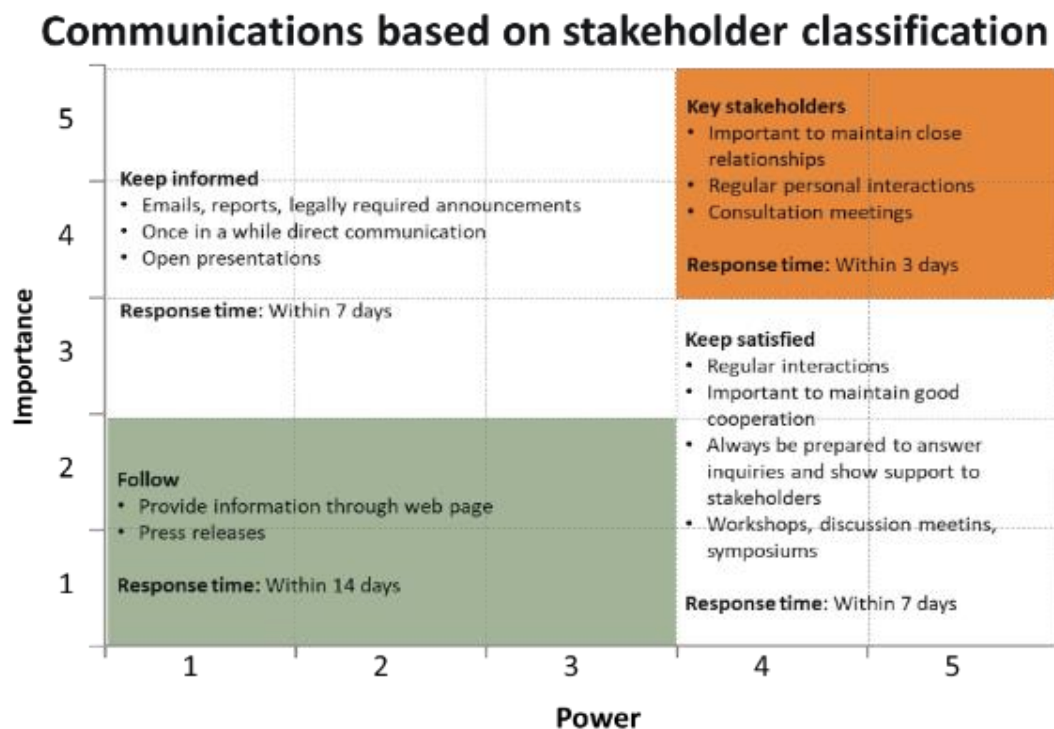 Communications based on stakeholder classification
Importance
5
4
3
2
1
Keep informed
• Emails, reports, legally required announcements
• Once in a while direct communication
• Open presentations
Response time: Within 7 days
Key stakeholders
• Important to maintain close
relationships
• Regular personal interactions
• Consultation meetings
Response time: Within 3 days
Follow
• Provide information through web page
• Press releases
Response time: Within 14 days
Keep satisfied
• Regular interactions
• Important to maintain good
cooperation
• Always be prepared to answer
inquiries and show support to
stakeholders
• Workshops, discussion meetins,
symposiums
Response time: Within 7 days
1 2 3 4 5
Power